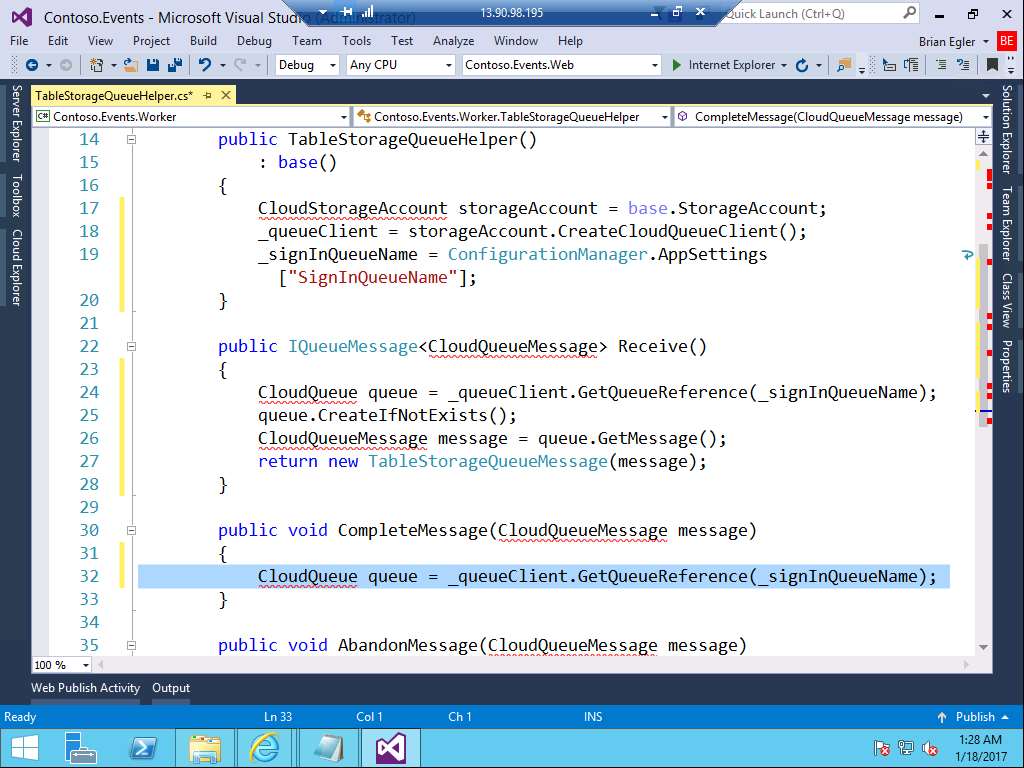 Contoso.Events - Microsoft Visual Studio (Administrator)
13.90.98.195
Quick Launch (Ctrl+Q)
File Edit View Project Build Debug Team Tools Test Analyze Window Help
Brian Egler BE
Debug Any CPU Contoso.Events.Web Internet Explorer
Server Explorer
Toolbox
Cloud Explorer
TableStorageQueueHelper.cs*
C# Contoso.Events.Worker Contoso.Events.Worker.TableStorageQueueHelper CompleteMessage(CloudQueueMessage message)
14 public TableStorageQueueHelper()
15 : base()
16 {
17 CloudStorageAccount storageAccount = base.StorageAccount;
18 _queueClient = storageAccount.CreateCloudQueueClient();
19 _signInQueueName = ConfigurationManager.AppSettings
["SignInQueueName"];
20 }
21
22 public IQueueMessage<CloudQueueMessage> Receive()
23 {
24 CloudQueue queue = _queueClient.GetQueueReference(_signInQueueName);
25 queue.CreateIfNotExists();
26 CloudQueueMessage message = queue.GetMessage();
27 return new TableStorageQueueMessage(message);
28 }
29
30 public void CompleteMessage(CloudQueueMessage message)
31 {
32 CloudQueue queue = _queueClient.GetQueueReference(_signInQueueName);
33 }
34
35 public void AbandonMessage(CloudQueueMessage message)
Solution Explorer
Team Explorer
Class View
Properties
100 %
Web Publish Activity Output
Ready Ln 33 Col 1 Ch 1 INS Publish
1:28 AM
1/18/2017